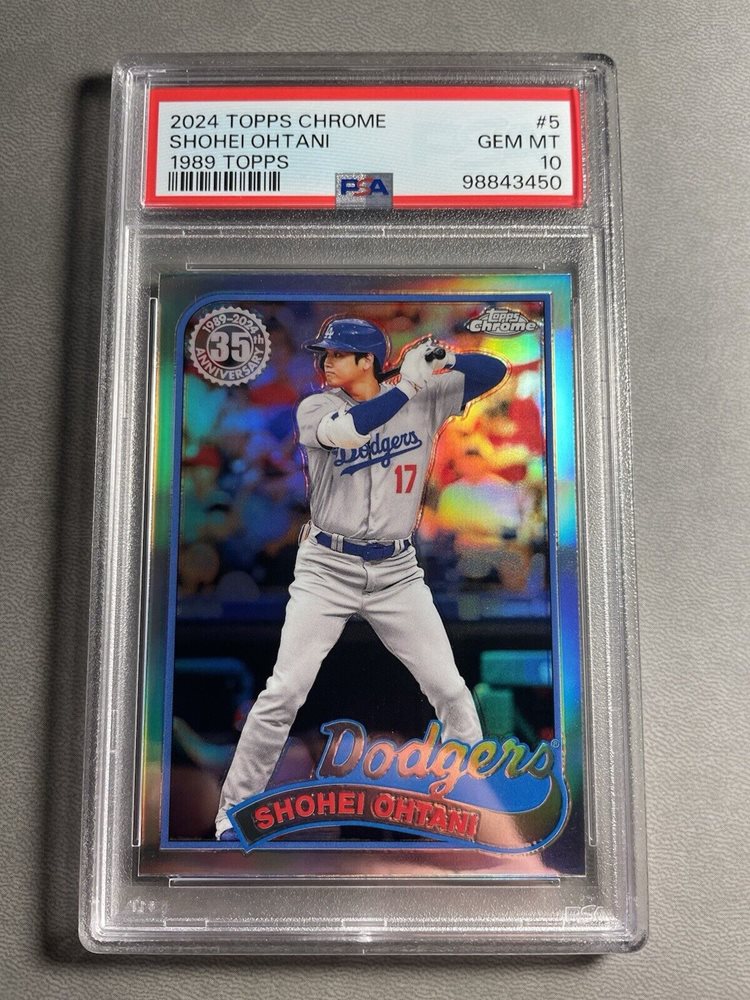 2024 TOPPS CHROME #5
SHOHEI OHTANI GEM MT
1989 TOPPS 10
PSA 98843450
1989-2024
35th
ANNIVERSARY
Topps
Chrome
LA
Dodgers
17
Dodgers®
SHOHEI OHTANI